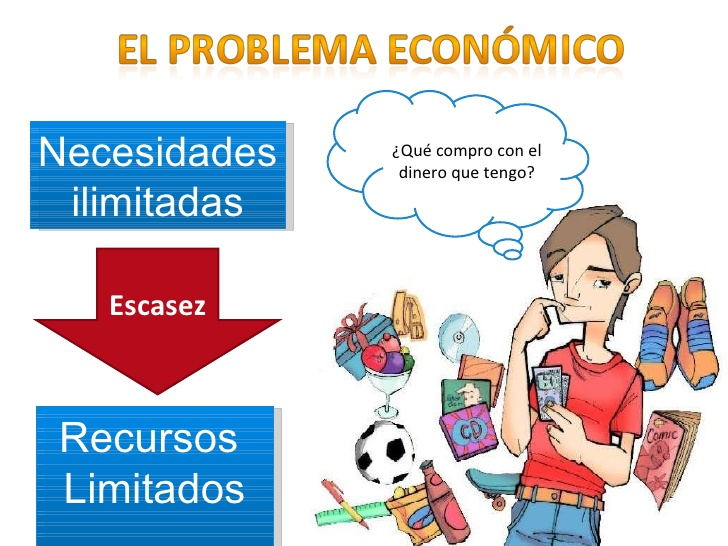 EL PROBLEMA ECONÓMICO
Necesidades
ilimitadas
¿Qué compro con el
dinero que tengo?
Escasez
Recursos
Limitados
CD
Comic